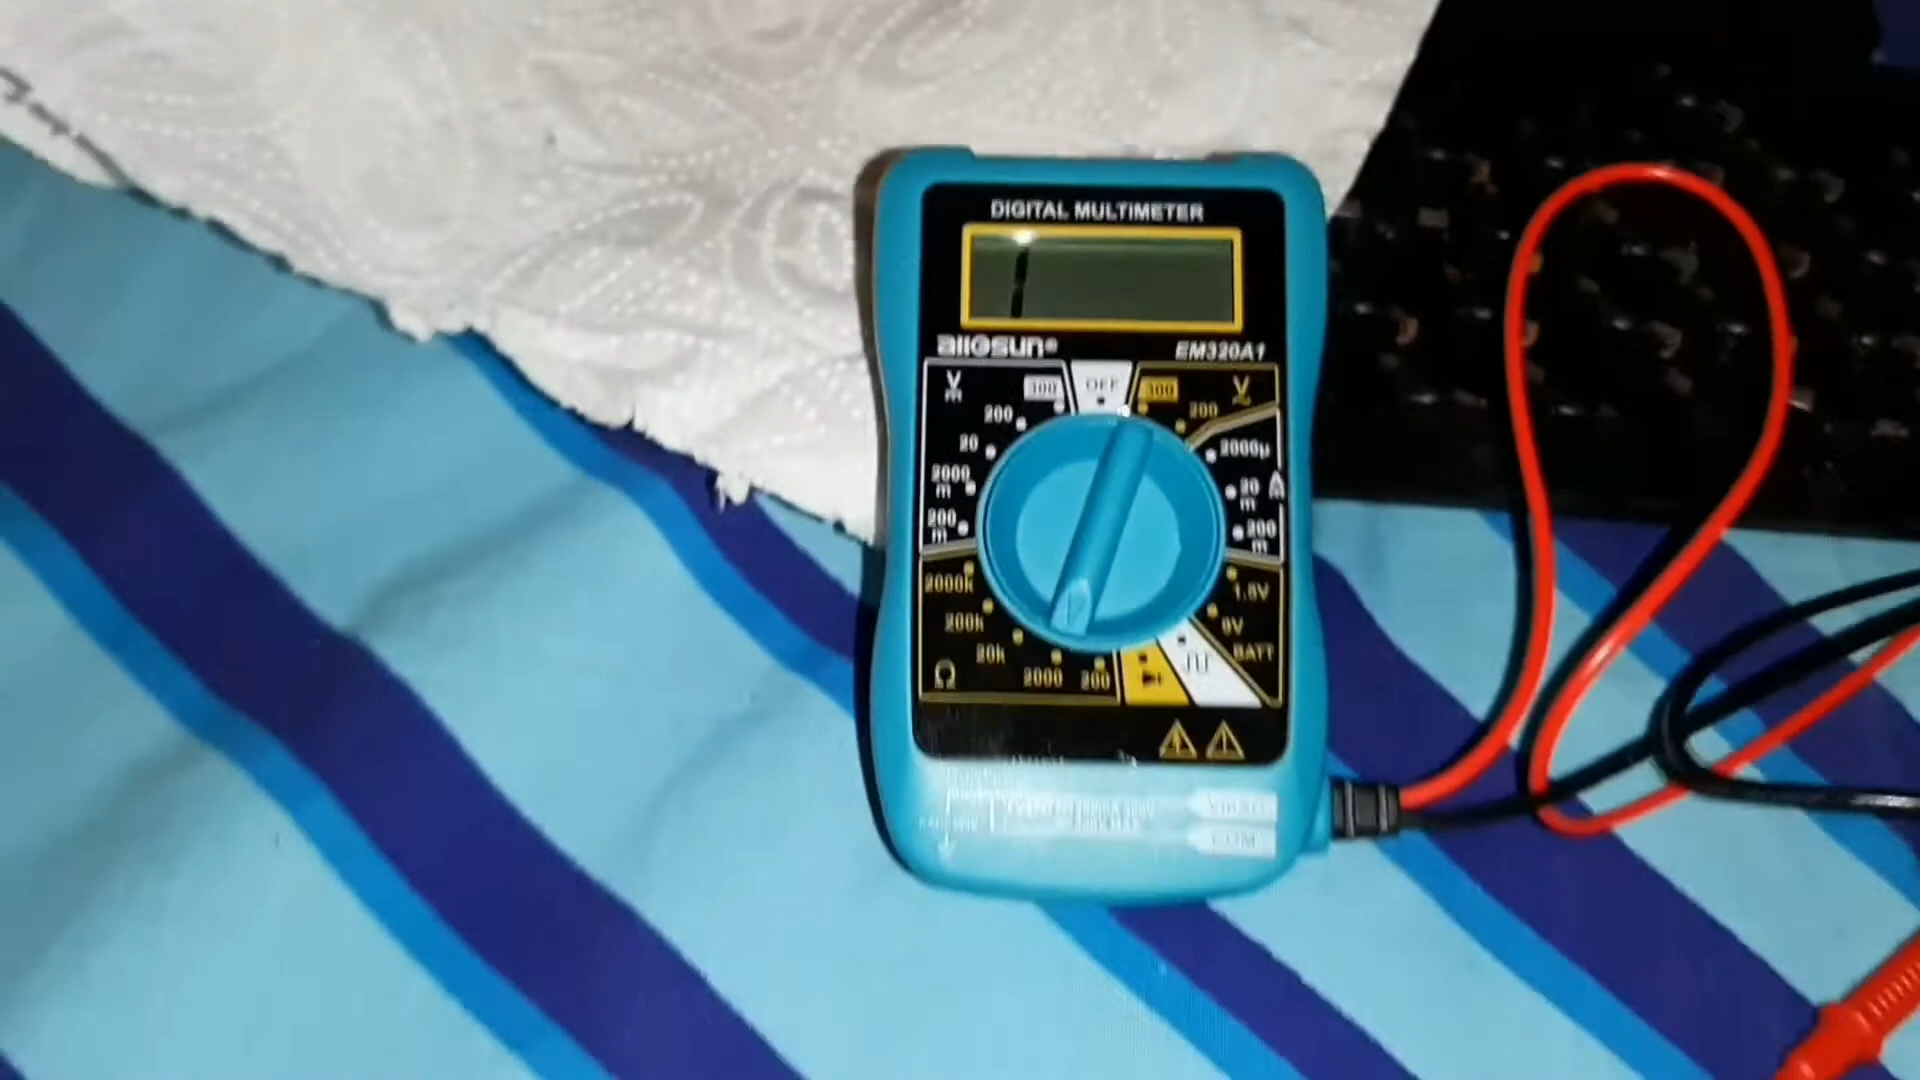 DIGITAL MULTIMETER
1
allosun®
EM320A1
V
300
OFF
300
V
200
200
20
2000µ
2000
m
20
m
A
200
m
200
m
2000k
1.5V
200k
9V
20k
BATT
Ω
2000
200
COM